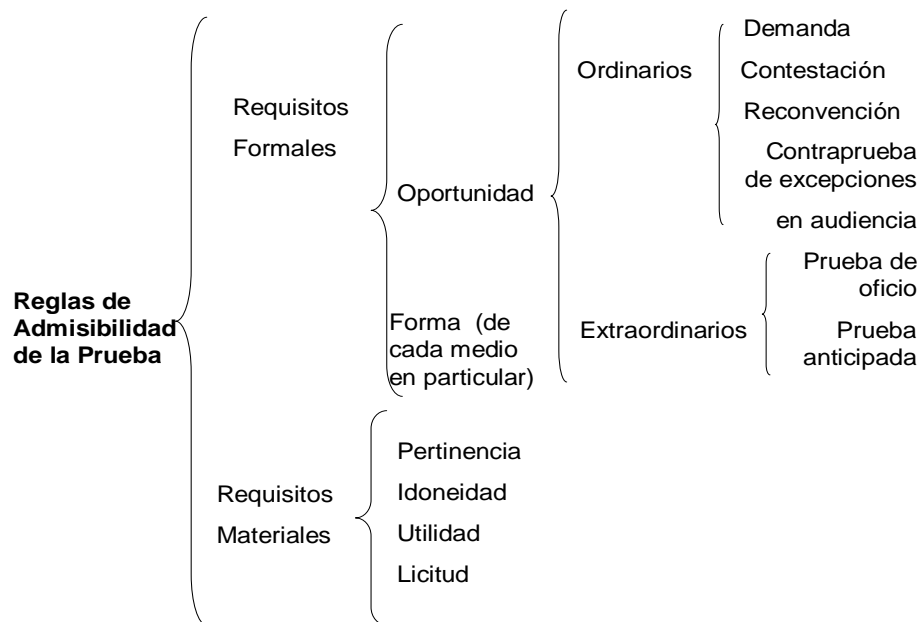 Reglas de
Admisibilidad
de la Prueba
Requisitos
Formales
Oportunidad
Ordinarios
Demanda
Contestación
Reconvención
Contraprueba
de excepciones
en audiencia
Extraordinarios
Prueba de
oficio
Prueba
anticipada
Forma (de
cada medio
en particular)
Requisitos
Materiales
Pertinencia
Idoneidad
Utilidad
Licitud